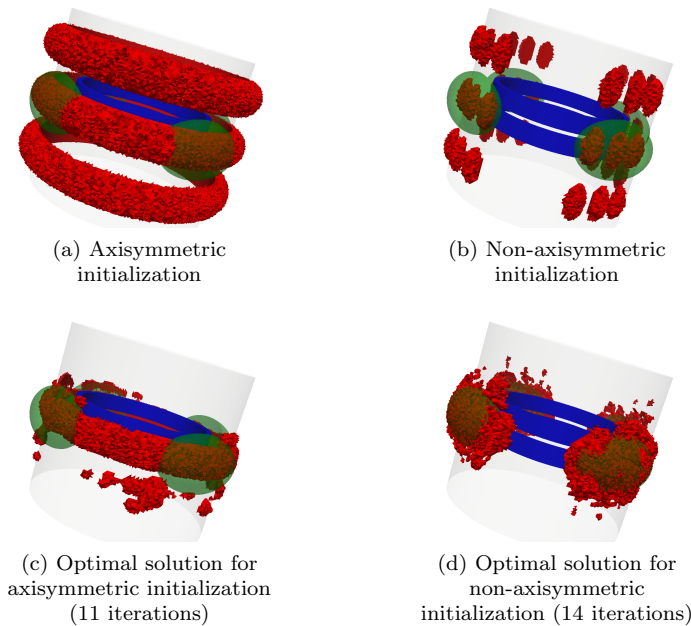 (a) Axisymmetric
initialization
(b) Non-axisymmetric
initialization
(c) Optimal solution for
axisymmetric initialization
(11 iterations)
(d) Optimal solution for
non-axisymmetric
initialization (14 iterations)